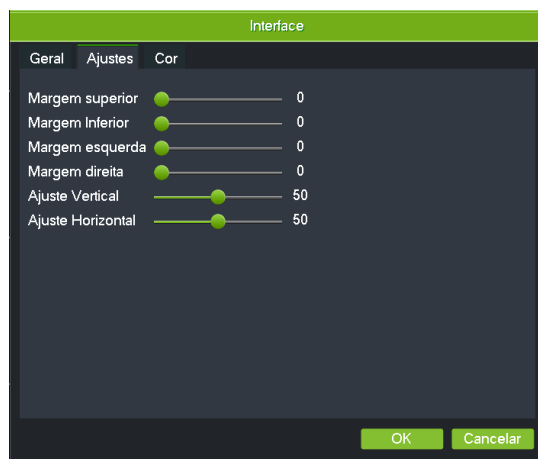 Interface
Geral Ajustes Cor
Margem superior 0
Margem Inferior 0
Margem esquerda 0
Margem direita 0
Ajuste Vertical 50
Ajuste Horizontal 50
OK Cancelar